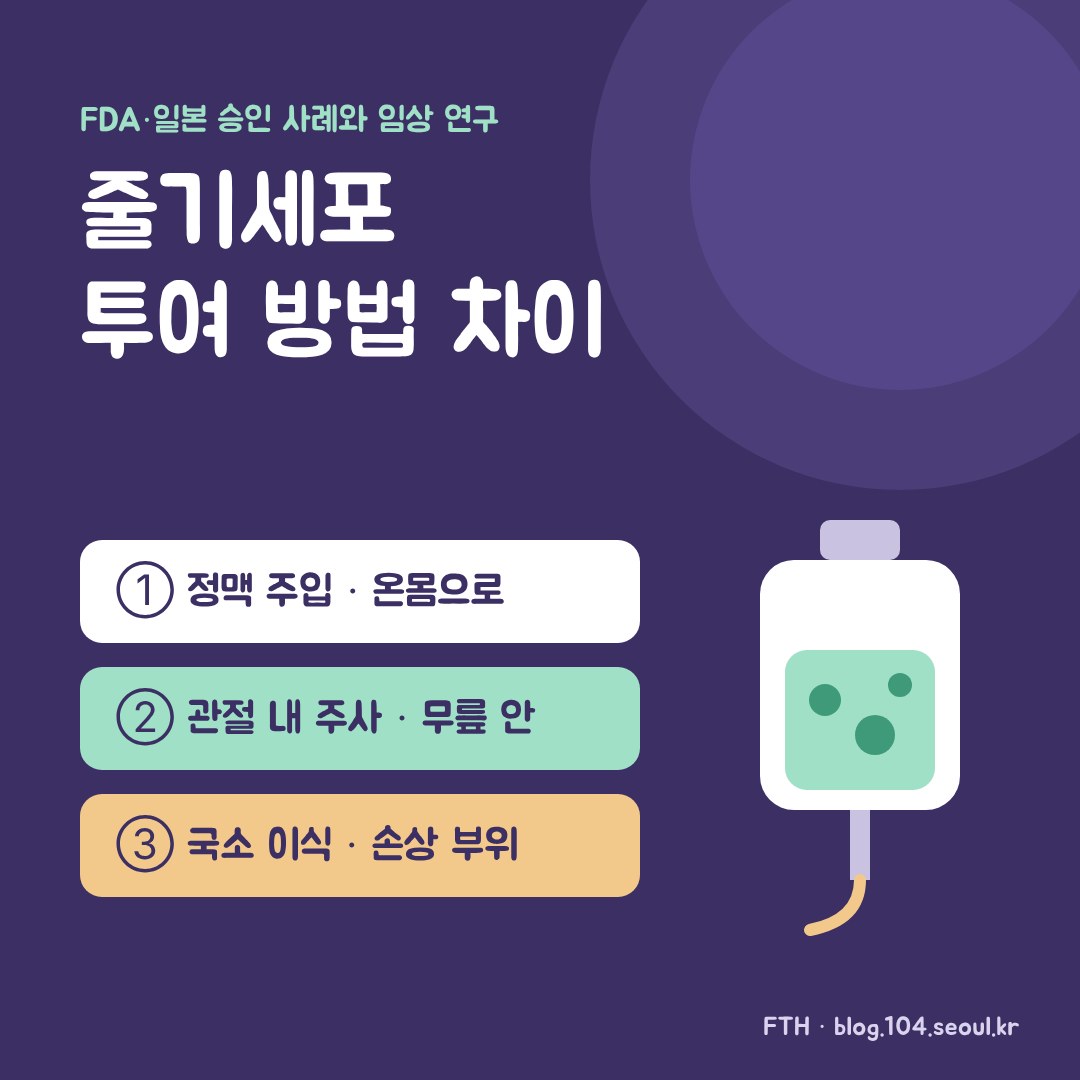 FDA·일본 승인 사례와 임상 연구
줄기세포
투여 방법 차이
① 정맥 주입 · 온몸으로
② 관절 내 주사 · 무릎 안
③ 국소 이식 · 손상 부위
FTH · blog.104.seoul.kr